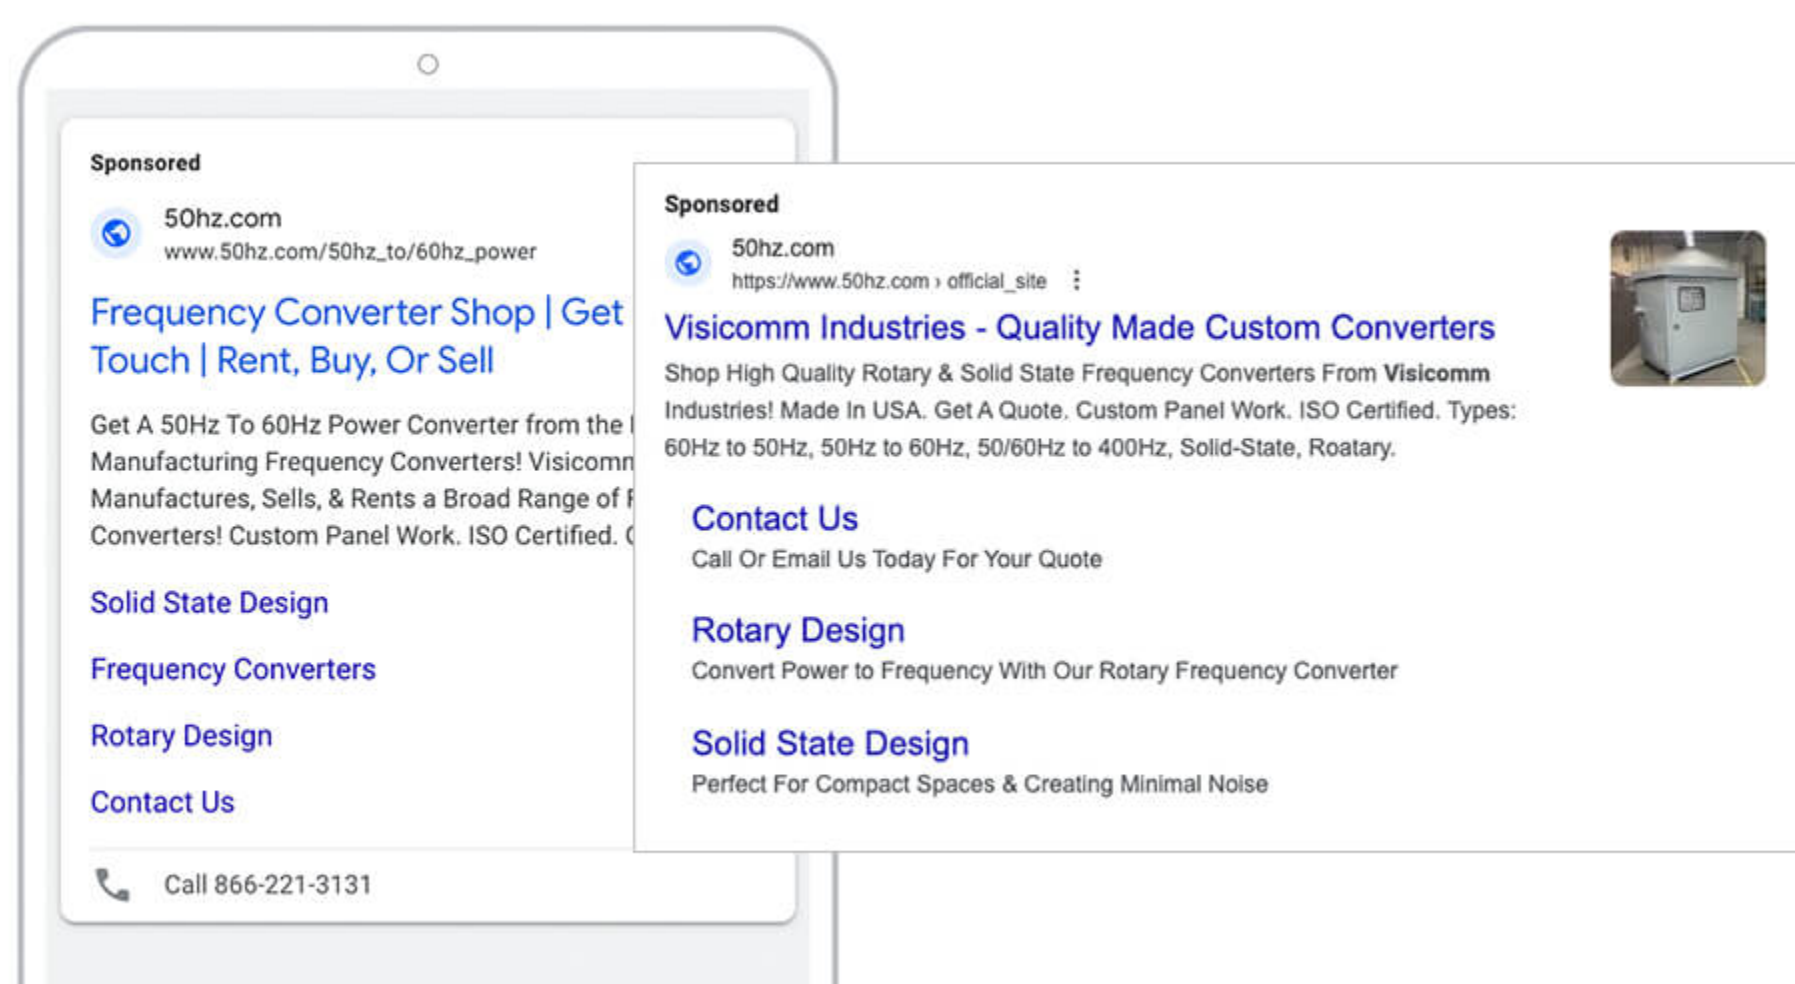 Sponsored
50hz.com
www.50hz.com/50hz_to/60hz_power
Frequency Converter Shop | Get
Touch | Rent, Buy, Or Sell
Get A 50Hz To 60Hz Power Converter from the
Manufacturing Frequency Converters! Visicomm
Manufactures, Sells, & Rents a Broad Range of
Converters! Custom Panel Work. ISO Certified.
Solid State Design
Frequency Converters
Rotary Design
Contact Us
Call 866-221-3131
Sponsored
50hz.com
https://www.50hz.com › official_site
Visicomm Industries - Quality Made Custom Converters
Shop High Quality Rotary & Solid State Frequency Converters From Visicomm
Industries! Made In USA. Get A Quote. Custom Panel Work. ISO Certified. Types:
60Hz to 50Hz, 50Hz to 60Hz, 50/60Hz to 400Hz, Solid-State, Roatary.
Contact Us
Call Or Email Us Today For Your Quote
Rotary Design
Convert Power to Frequency With Our Rotary Frequency Converter
Solid State Design
Perfect For Compact Spaces & Creating Minimal Noise